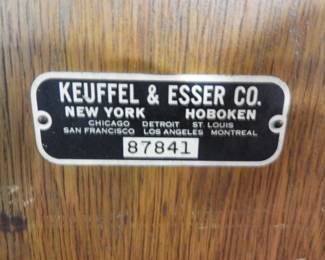 KEUFFEL & ESSER CO.
NEW YORK HOBOKEN
CHICAGO DETROIT ST. LOUIS
SAN FRANCISCO LOS ANGELES MONTREAL
87841